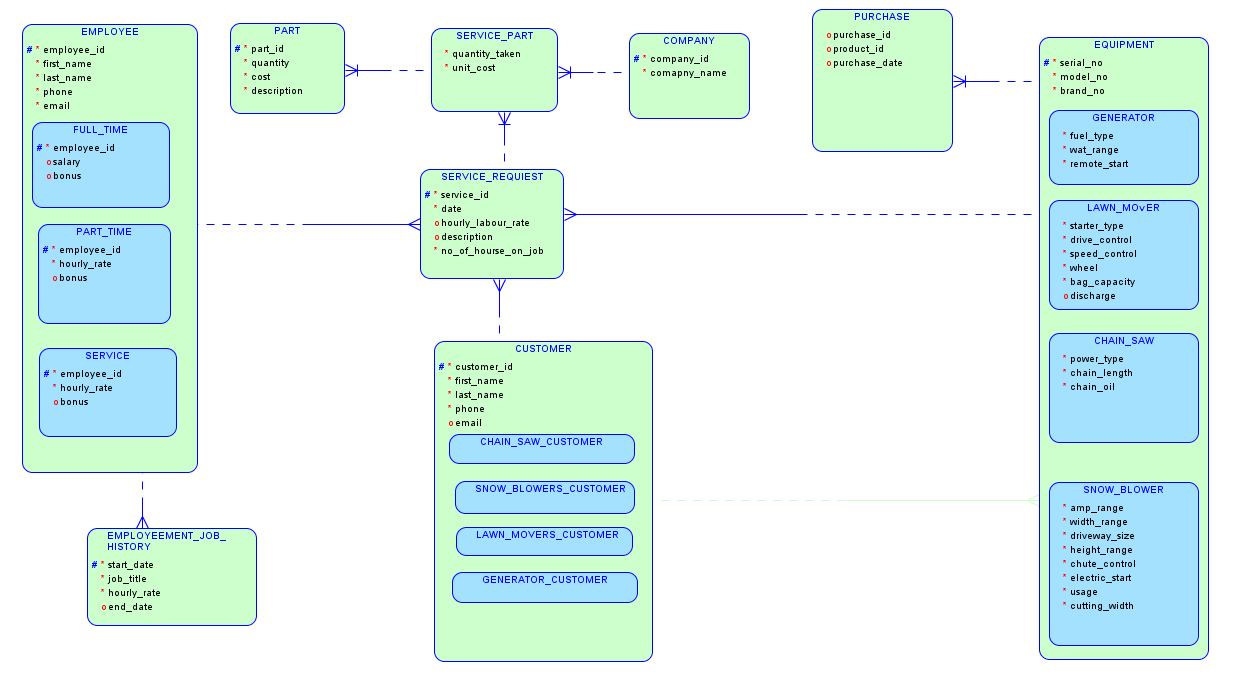 EMPLOYEE
# * employee_id
* first_name
* last_name
* phone
* email
FULL_TIME
# * employee_id
o salary
o bonus
PART_TIME
# * employee_id
* hourly_rate
o bonus
SERVICE
# * employee_id
* hourly_rate
o bonus
EMPLOYEEMENT_JOB_
HISTORY
# * start_date
* job_title
* hourly_rate
o end_date
PART
# * part_id
* quantity
* cost
* description
SERVICE_PART
* quantity_taken
* unit_cost
COMPANY
# * company_id
* comapny_name
SERVICE_REQUIEST
# * service_id
* date
o hourly_labour_rate
o description
* no_of_hourse_on_job
CUSTOMER
# * customer_id
* first_name
* last_name
* phone
o email
CHAIN_SAW_CUSTOMER
SNOW_BLOWERS_CUSTOMER
LAWN_MOVERS_CUSTOMER
GENERATOR_CUSTOMER
PURCHASE
o purchase_id
o product_id
o purchase_date
EQUIPMENT
# * serial_no
* model_no
* brand_no
GENERATOR
* fuel_type
* wat_range
* remote_start
LAWN_MOvER
* starter_type
* drive_control
* speed_control
* wheel
* bag_capacity
o discharge
CHAIN_SAW
* power_type
* chain_length
* chain_oil
SNOW_BLOWER
* amp_range
* width_range
* driveway_size
* height_range
* chute_control
* electric_start
* usage
* cutting_width